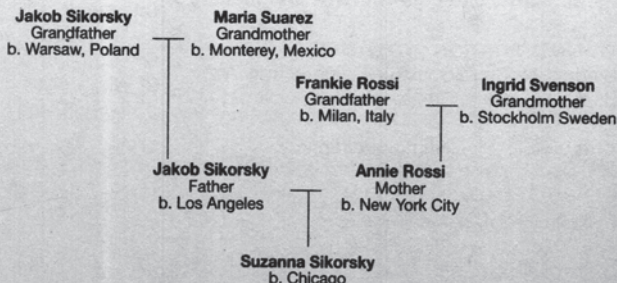 Jakob Sikorsky
Grandfather
b. Warsaw, Poland
Maria Suarez
Grandmother
b. Monterey, Mexico
Frankie Rossi
Grandfather
b. Milan, Italy
Ingrid Svenson
Grandmother
b. Stockholm Sweden
Jakob Sikorsky
Father
b. Los Angeles
Annie Rossi
Mother
b. New York City
Suzanna Sikorsky
b. Chicago